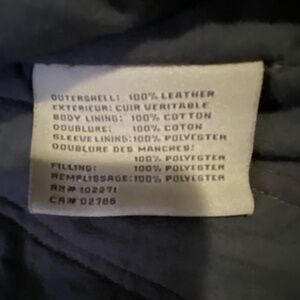 OUTERSHELL: 100% LEATHER
EXTERIEUR: CUIR VERITABLE
BODY LINING: 100% COTTON
DOUBLURE: 100% COTON
SLEEVE LINING: 100% POLYESTER
DOUBLURE DES MANCHES:
100% POLYESTER
FILLING: 100% POLYESTER
REMPLISSAGE: 100% POLYESTER
RN# 102271
CA# 02786